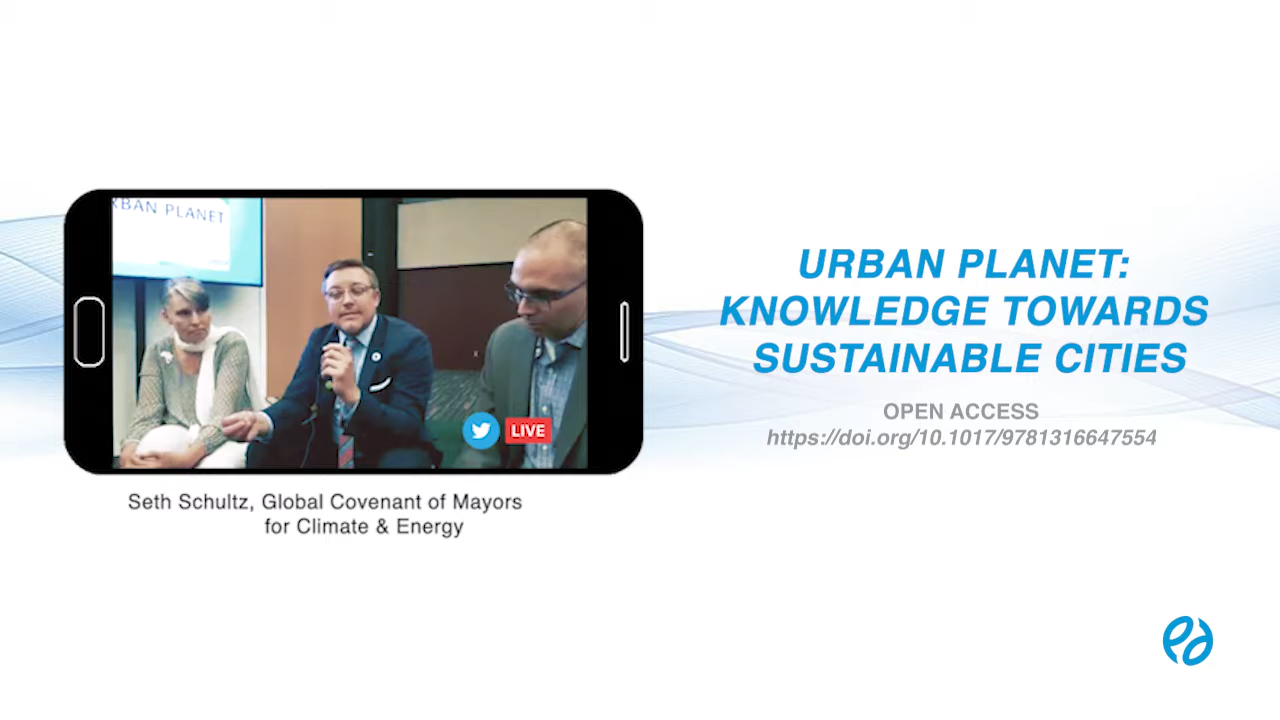 RBAN PLANET
LIVE
Seth Schultz, Global Covenant of Mayors
for Climate & Energy
URBAN PLANET:
KNOWLEDGE TOWARDS
SUSTAINABLE CITIES
OPEN ACCESS
https://doi.org/10.1017/9781316647554